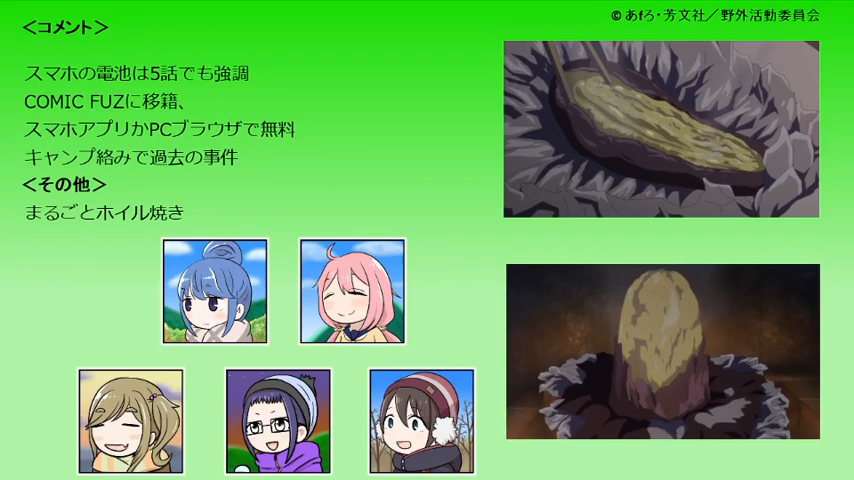 © あfろ・芳文社／野外活動委員会
＜コメント＞
スマホの電池は5話でも強調
COMIC FUZに移籍、
スマホアプリかPCブラウザで無料
キャンプ絡みで過去の事件
＜その他＞
まるごとホイル焼き